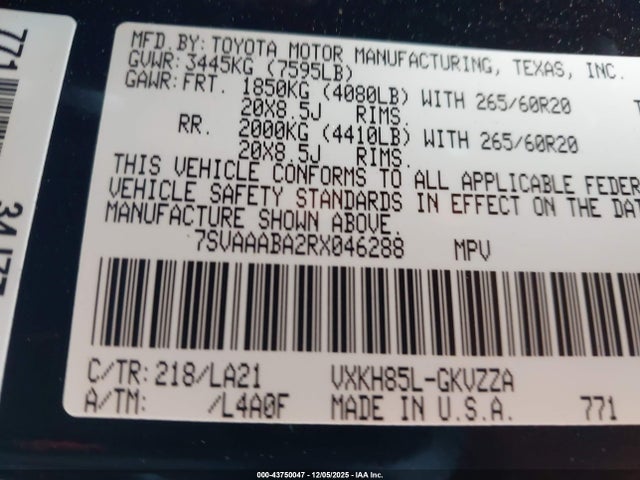 MFD. BY: TOYOTA MOTOR MANUFACTURING, TEXAS, INC.
GVWR: 3445KG (7595LB)
GAWR: FRT. 1850KG (4080LB) WITH 265/60R20
20X8.5J RIMS.
RR. 2000KG (4410LB) WITH 265/60R20
20X8.5J RIMS.
THIS VEHICLE CONFORMS TO ALL APPLICABLE FEDER
VEHICLE SAFETY STANDARDS IN EFFECT ON THE DAT
MANUFACTURE SHOWN ABOVE.
7SVAAABA2RX046288 MPV
C/TR: 218/LA21 VXKH85L-GKVZZA
A/TM: /L4A0F MADE IN U.S.A. 771
771
000-43750047 - 12/05/2025 - IAA Inc.